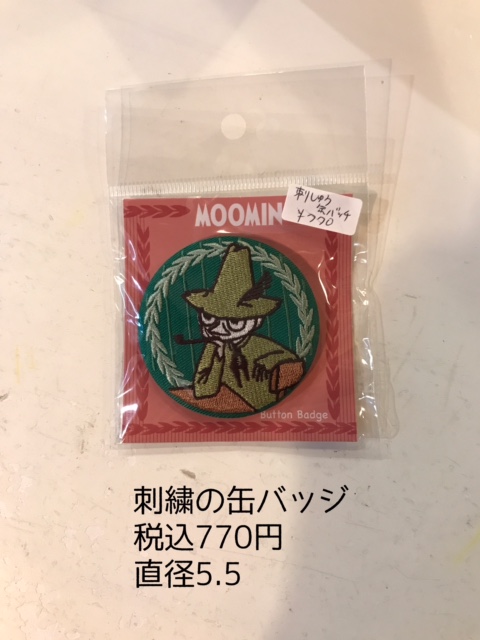 MOOMIN
刺しゅう
缶バッチ
¥770
Button Badge
刺繍の缶バッジ
税込770円
直径5.5